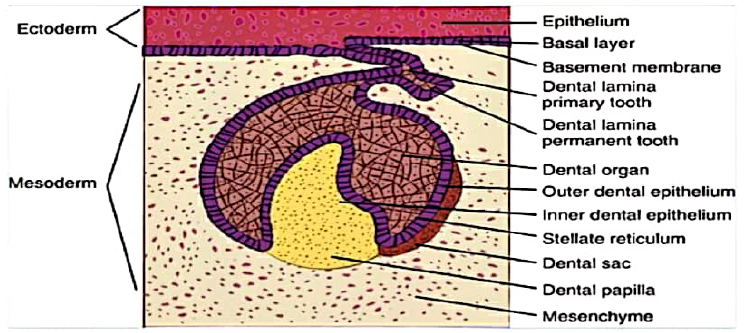 Ectoderm
Mesoderm
Epithelium
Basal layer
Basement membrane
Dental lamina
primary tooth
Dental lamina
permanent tooth
Dental organ
Outer dental epithelium
Inner dental epithelium
Stellate reticulum
Dental sac
Dental papilla
Mesenchyme